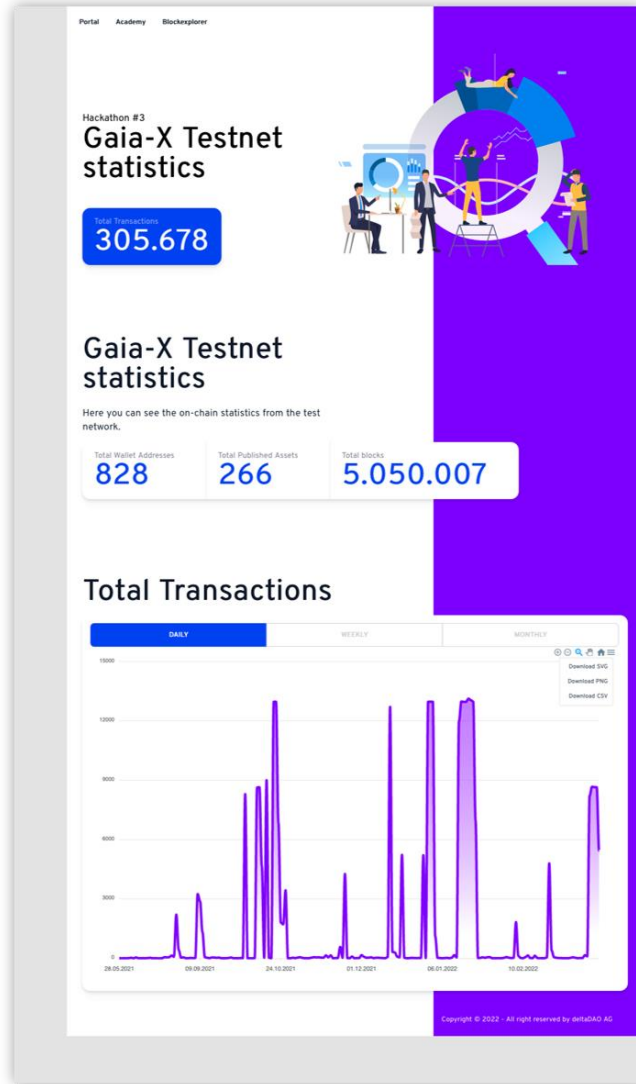 Portal Academy Blockexplorer
Hackathon #3
Gaia-X Testnet
statistics
Total Transactions
305.678
Gaia-X Testnet
statistics
Here you can see the on-chain statistics from the test
network.
Total Wallet Addresses Total Published Assets Total blocks
828 266 5.050.007
Total Transactions
DAILY WEEKLY MONTHLY
Download SVG
Download PNG
Download CSV
15000
12000
9000
6000
3000
0
28.05.2021 09.09.2021 24.10.2021 01.12.2021 06.01.2022 10.02.2022
Copyright © 2022 - All right reserved by deltaDAO AG